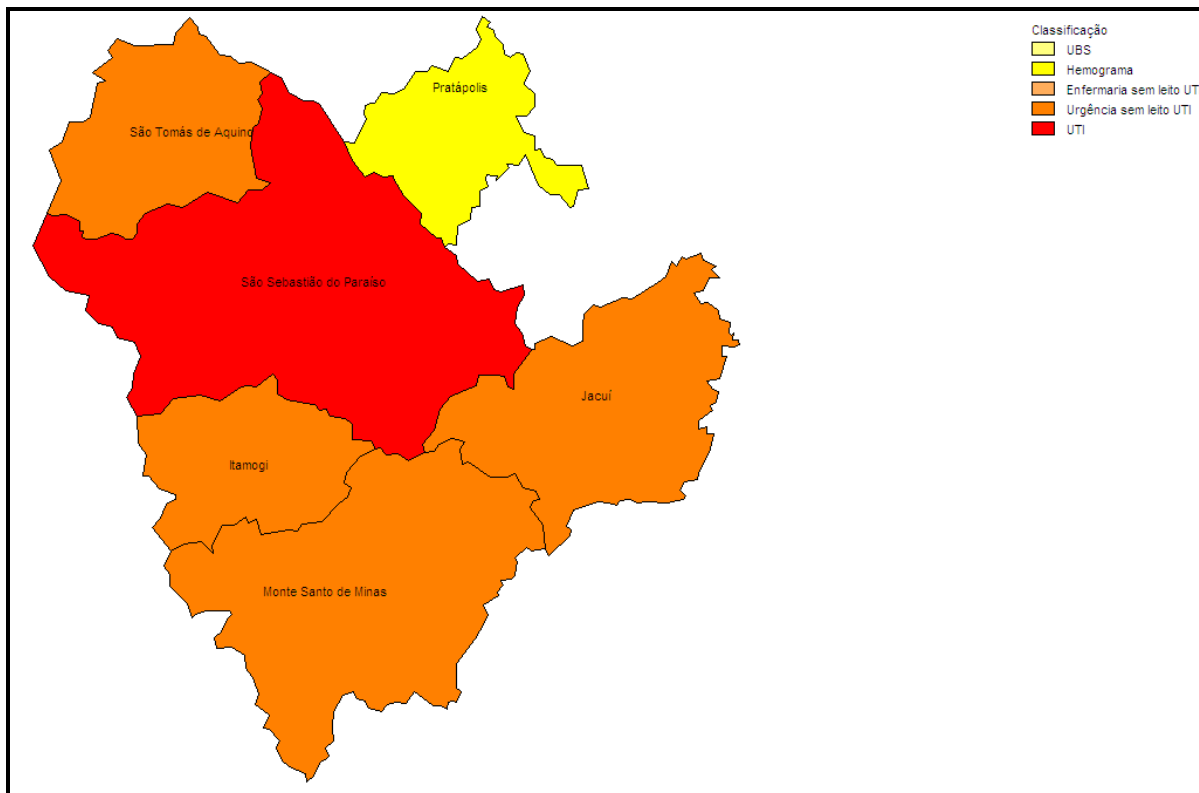 Classificação
UBS
Hemograma
Enfermaria sem leito UT
Urgência sem leito UTI
UTI
Pratápolis
São Tomás de Aquino
São Sebastião do Paraíso
Jacuí
Itamogi
Monte Santo de Minas